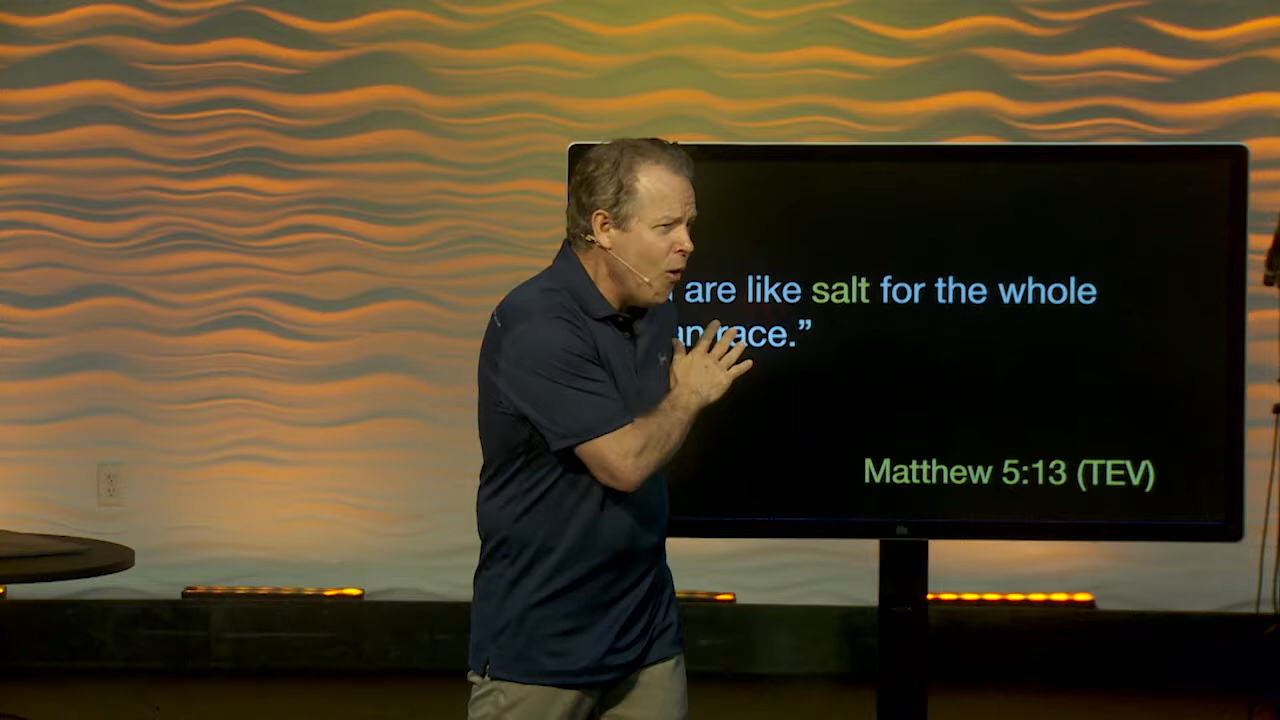 are like salt for the whole
race.”
Matthew 5:13 (TEV)